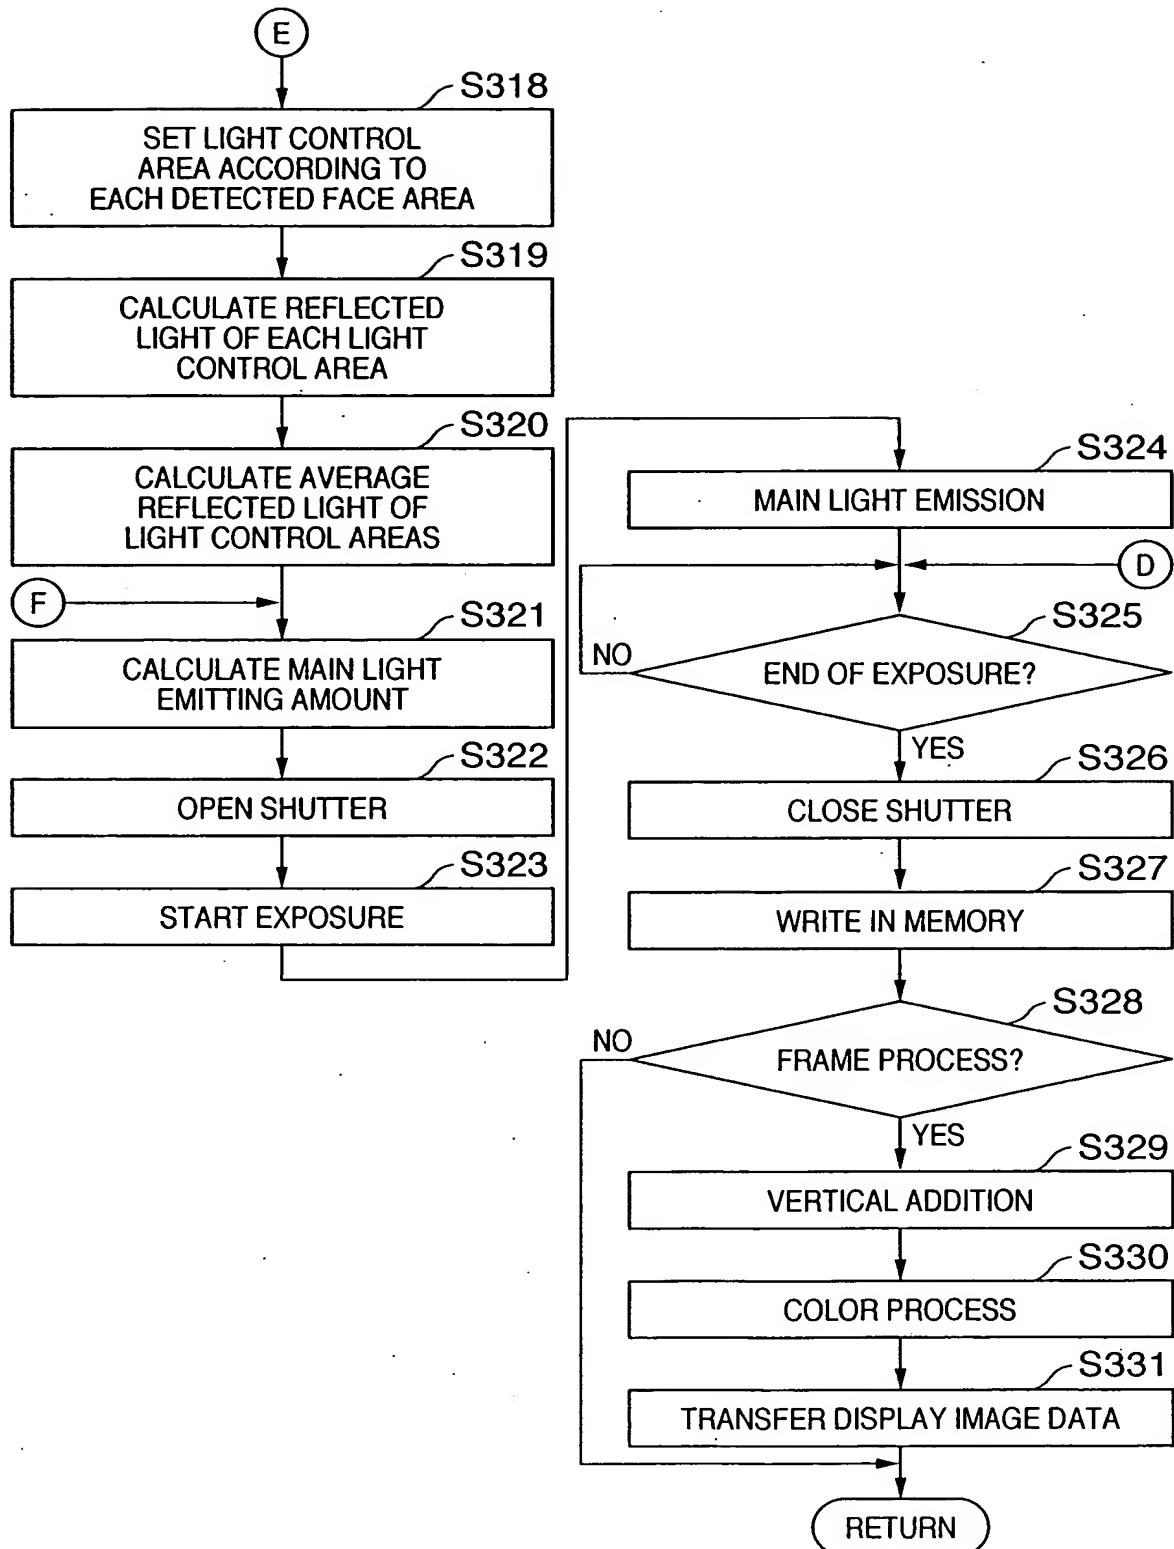 E
S318
SET LIGHT CONTROL
AREA ACCORDING TO
EACH DETECTED FACE AREA
S319
CALCULATE REFLECTED
LIGHT OF EACH LIGHT
CONTROL AREA
S320
CALCULATE AVERAGE
REFLECTED LIGHT OF
LIGHT CONTROL AREAS
F
S321
CALCULATE MAIN LIGHT
EMITTING AMOUNT
S322
OPEN SHUTTER
S323
START EXPOSURE
S324
MAIN LIGHT EMISSION
D
S325
NO
END OF EXPOSURE?
YES
S326
CLOSE SHUTTER
S327
WRITE IN MEMORY
S328
NO
FRAME PROCESS?
YES
S329
VERTICAL ADDITION
S330
COLOR PROCESS
S331
TRANSFER DISPLAY IMAGE DATA
RETURN